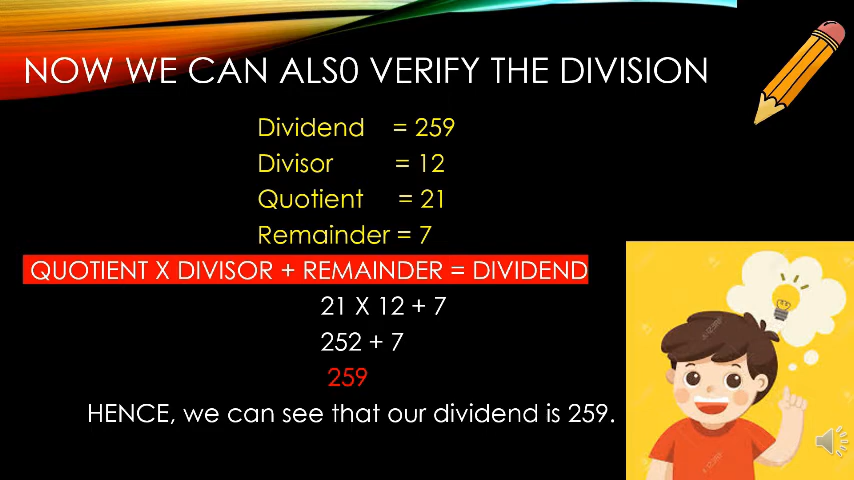 NOW WE CAN ALS0 VERIFY THE DIVISION
Dividend = 259
Divisor = 12
Quotient = 21
Remainder = 7
QUOTIENT X DIVISOR + REMAINDER = DIVIDEND
21 X 12 + 7
252 + 7
259
HENCE, we can see that our dividend is 259.